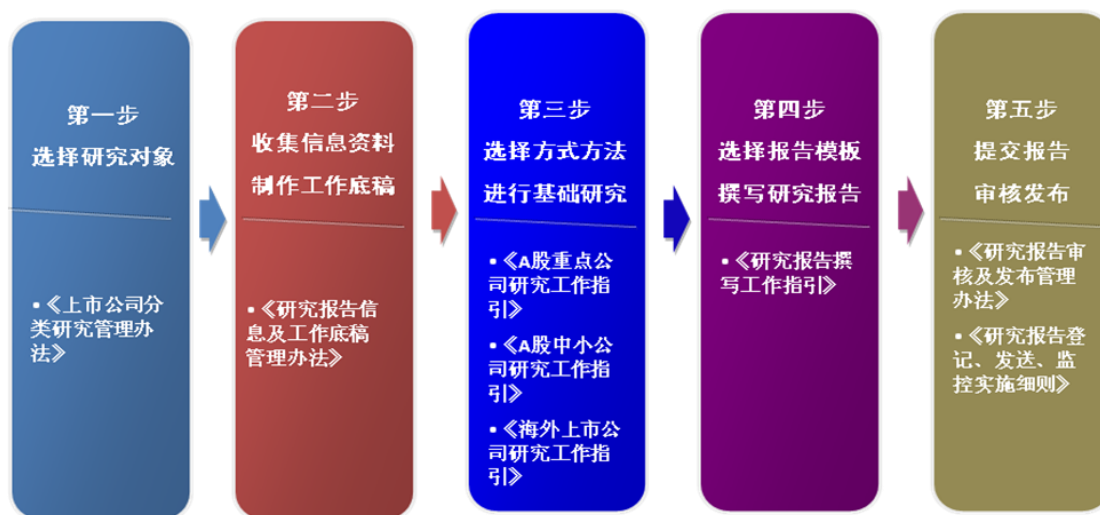 第一步
选择研究对象
• 《上市公司分
类研究管理办
法》
第二步
收集信息资料
制作工作底稿
• 《研究报告信
息及工作底稿
管理办法》
第三步
选择方式方法
进行基础研究
• 《A股重点公
司研究工作指
引》
• 《A股中小公
司研究工作指
引》
• 《海外上市公
司研究工作指
引》
第四步
选择报告模板
撰写研究报告
• 《研究报告撰
写工作指引》
第五步
提交报告
审核发布
• 《研究报告审
核及发布管理
办法》
• 《研究报告登
记、发送、监
控实施细则》